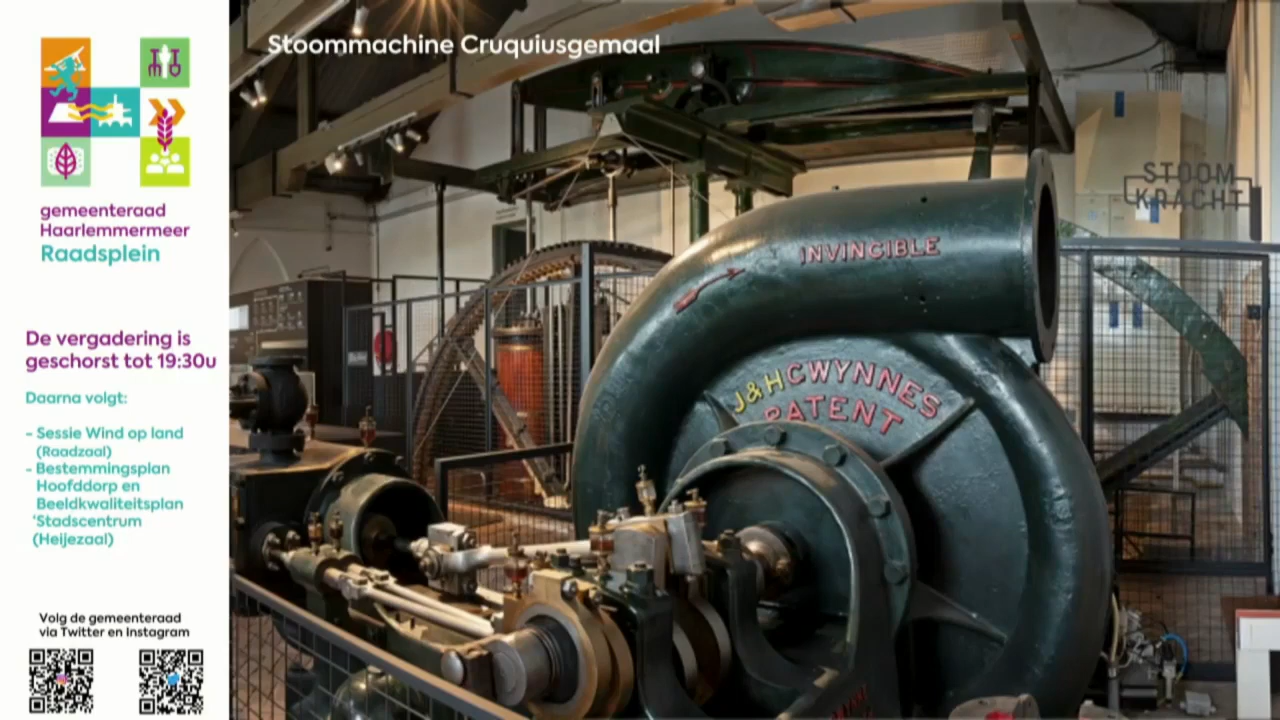 Stoommachine Cruquiusgemaal
gemeenteraad
Haarlemmermeer
Raadsplein
De vergadering is
geschorst tot 19:30u
Daarna volgt:
- Sessie Wind op land
(Raadzaal)
- Bestemmingsplan
Hoofddorp en
Beeldkwaliteitsplan
'Stadscentrum
(Heijezaal)
Volg de gemeenteraad
via Twitter en Instagram
STOOM
KRACHT
INVINCIBLE
J&H GWYNNES
PATENT